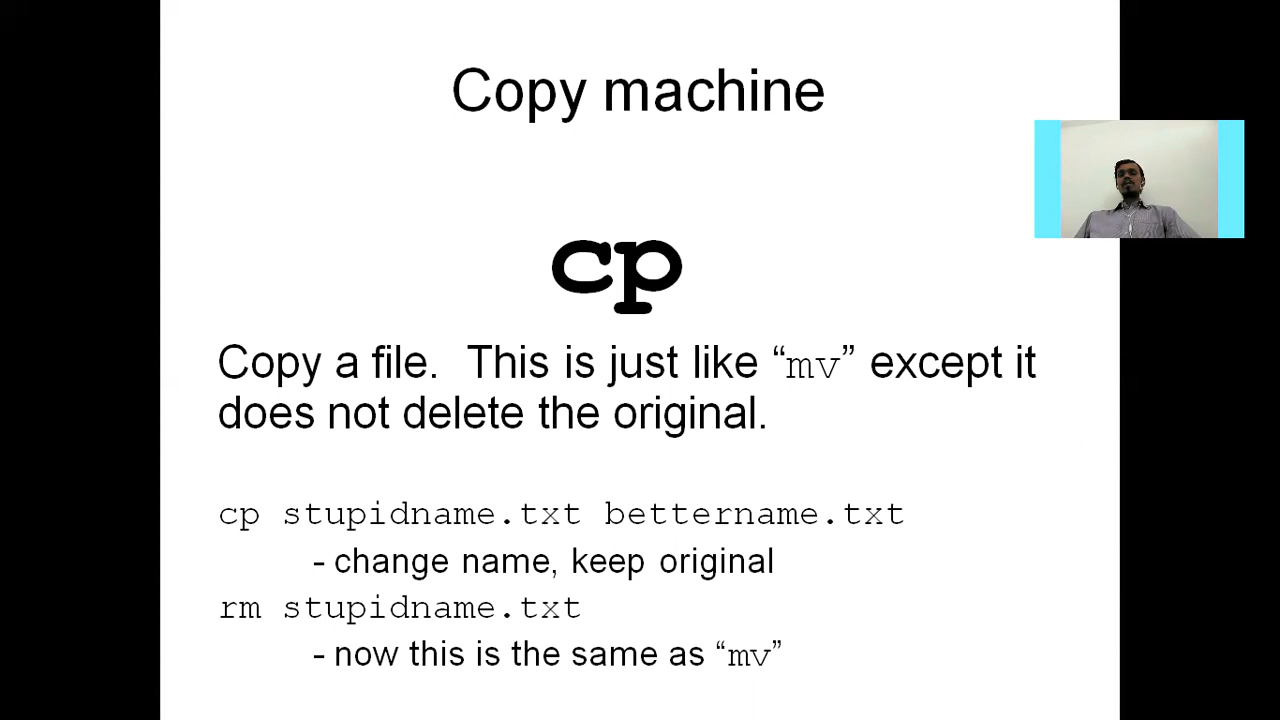 Copy machine
cp
Copy a file.  This is just like “mv” except it
does not delete the original.
cp stupidname.txt bettername.txt
- change name, keep original
rm stupidname.txt
- now this is the same as “mv”